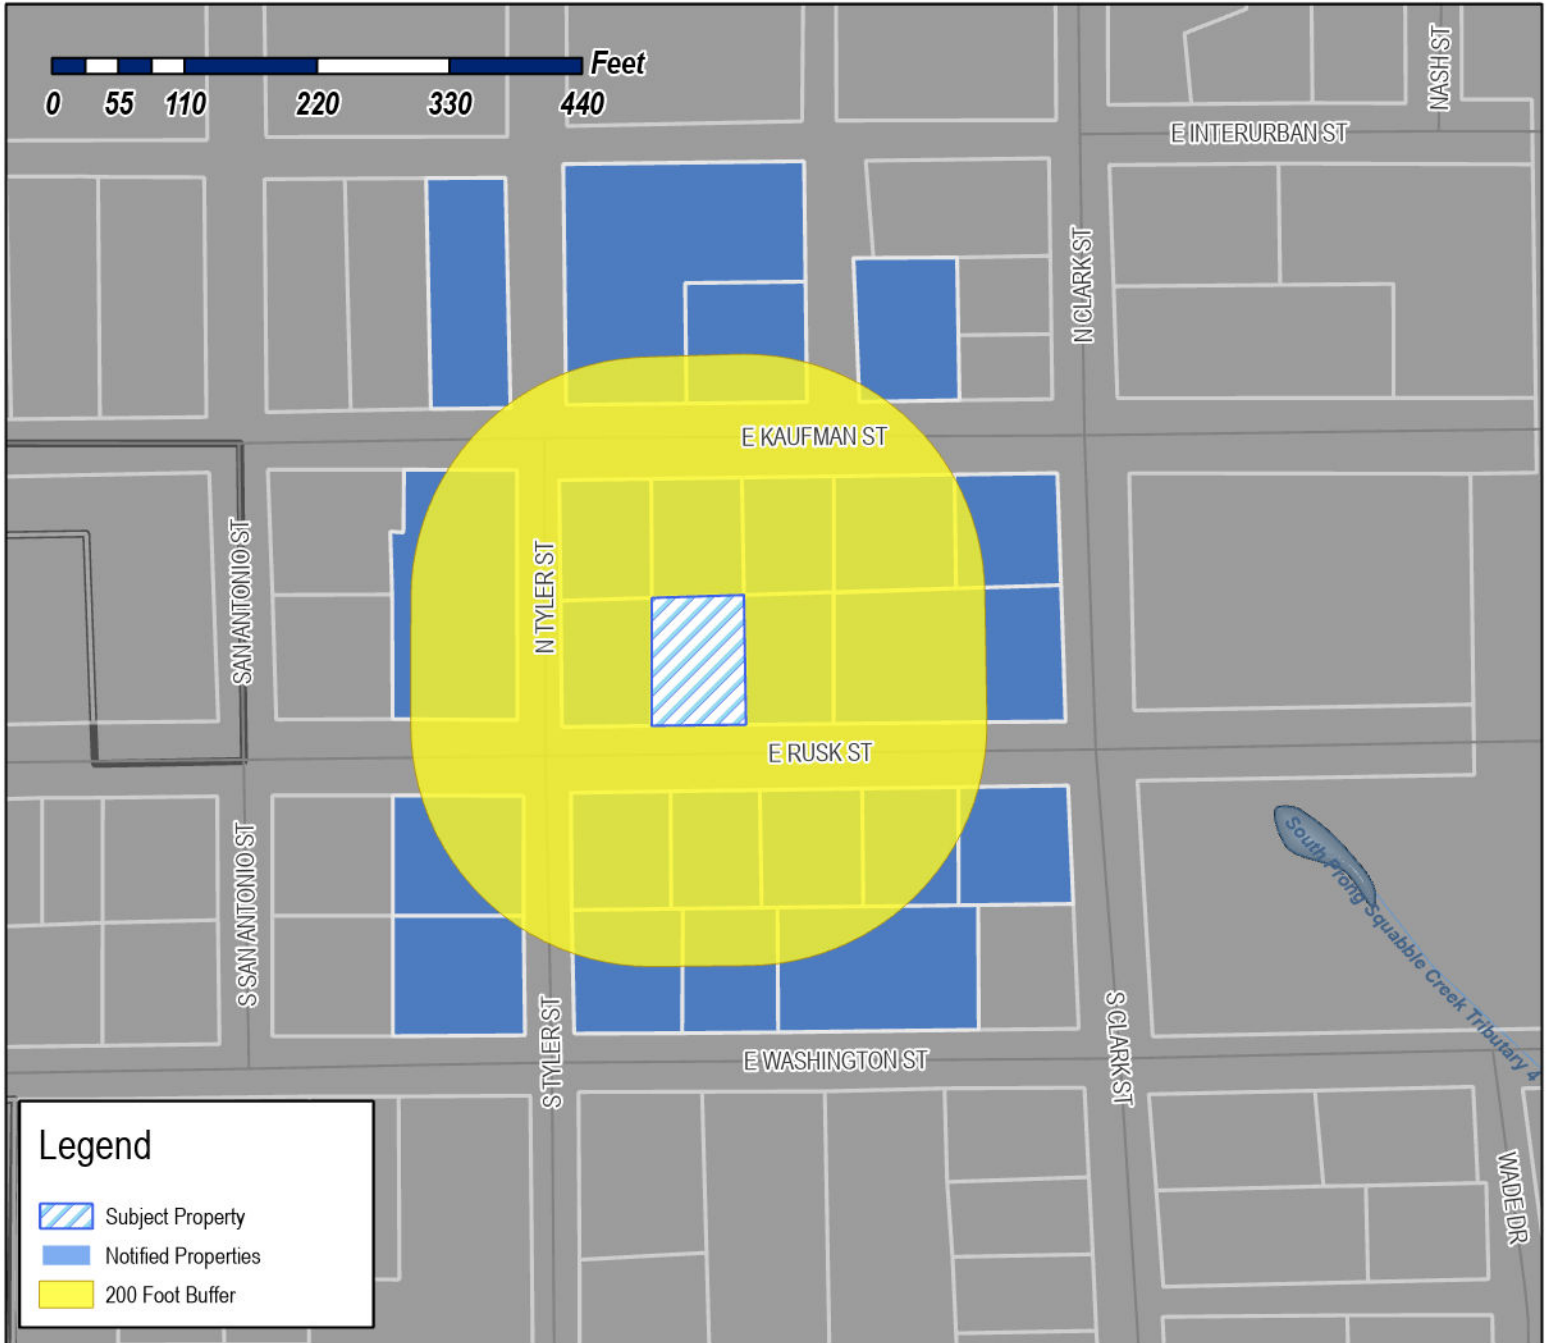 Feet
0 55 110 220 330 440
NASH ST
E INTERURBAN ST
N CLARK ST
E KAUFMAN ST
SAN ANTONIO ST
N TYLER ST
E RUSK ST
S SAN ANTONIO ST
South Prong Squabble Creek Tributary 4
S TYLER ST
S CLARK ST
E WASHINGTON ST
WADE DR
Legend
Subject Property
Notified Properties
200 Foot Buffer